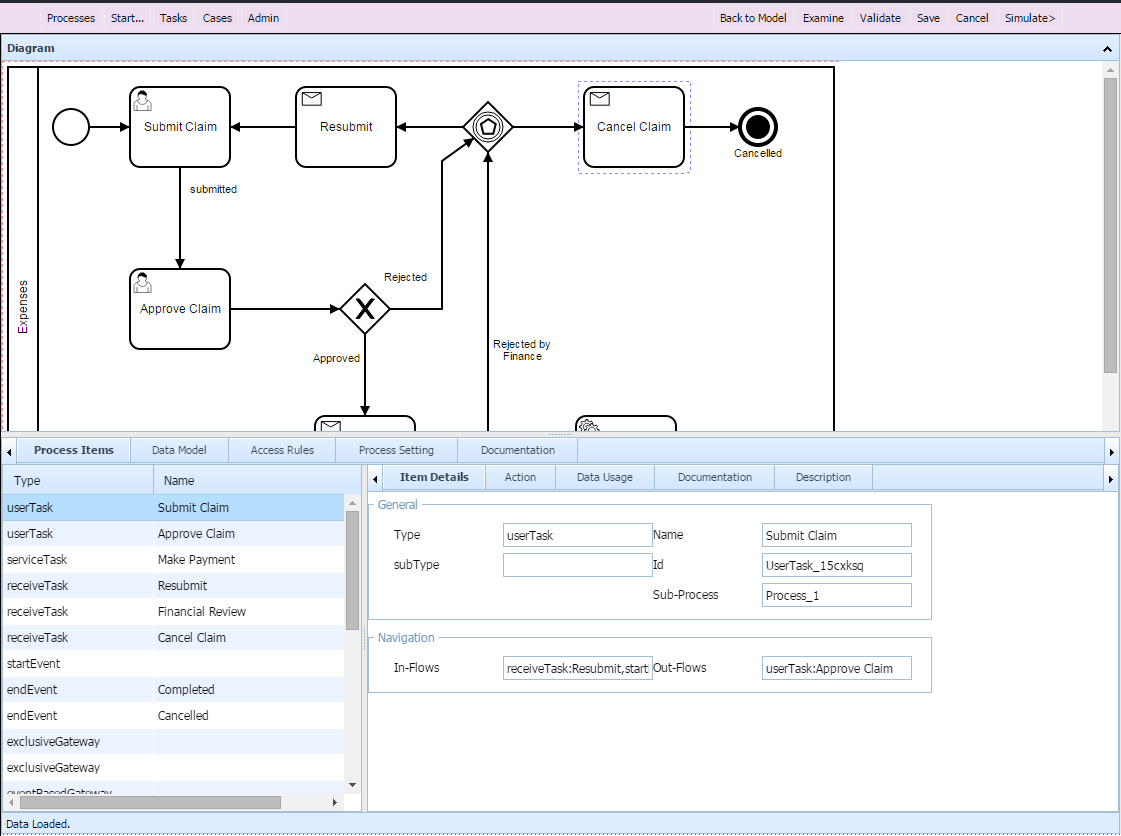 Processes Start... Tasks Cases Admin Back to Model Examine Validate Save Cancel Simulate>
Diagram
Submit Claim
Resubmit
Cancel Claim
Cancelled
submitted
Expenses
Approve Claim
Rejected
Approved
Rejected by
Finance
Process Items Data Model Access Rules Process Setting Documentation
Type Name
userTask Submit Claim
userTask Approve Claim
serviceTask Make Payment
receiveTask Resubmit
receiveTask Financial Review
receiveTask Cancel Claim
startEvent
endEvent Completed
endEvent Cancelled
exclusiveGateway
exclusiveGateway
eventBasedGateway
Item Details Action Data Usage Documentation Description
General
Type userTask Name Submit Claim
subType Id UserTask_15cxksq
Sub-Process Process_1
Navigation
In-Flows receiveTask:Resubmit,start Out-Flows userTask:Approve Claim
Data Loaded.